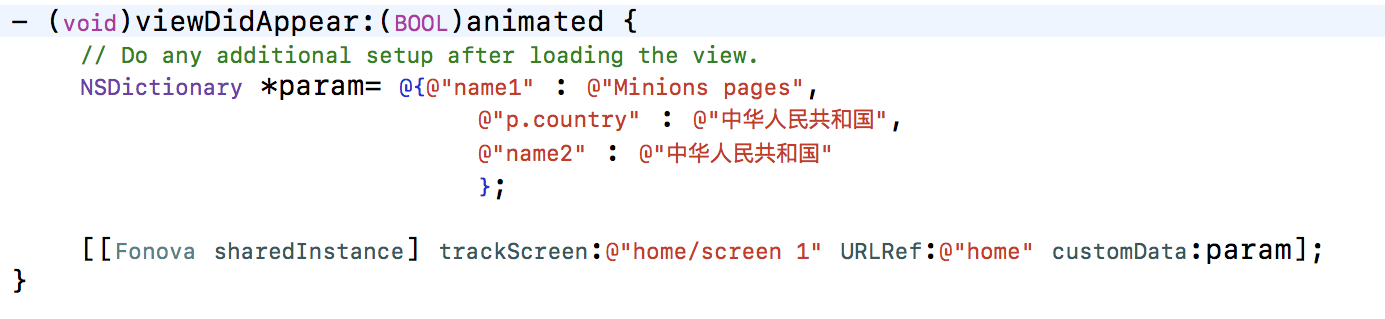 - (void)viewDidAppear:(BOOL)animated {
// Do any additional setup after loading the view.
NSDictionary *param= @{@"name1" : @"Minions pages",
@"p.country" : @"中华人民共和国",
@"name2" : @"中华人民共和国"
};
[[Fonova sharedInstance] trackScreen:@"home/screen 1" URLRef:@"home" customData:param];
}